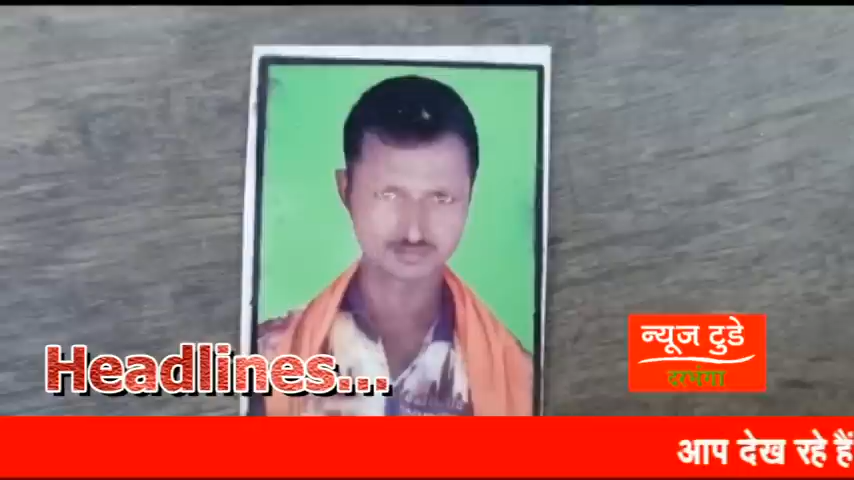 Headlines...
न्यूज टुडे
दरभंगा
आप देख रहे हैं